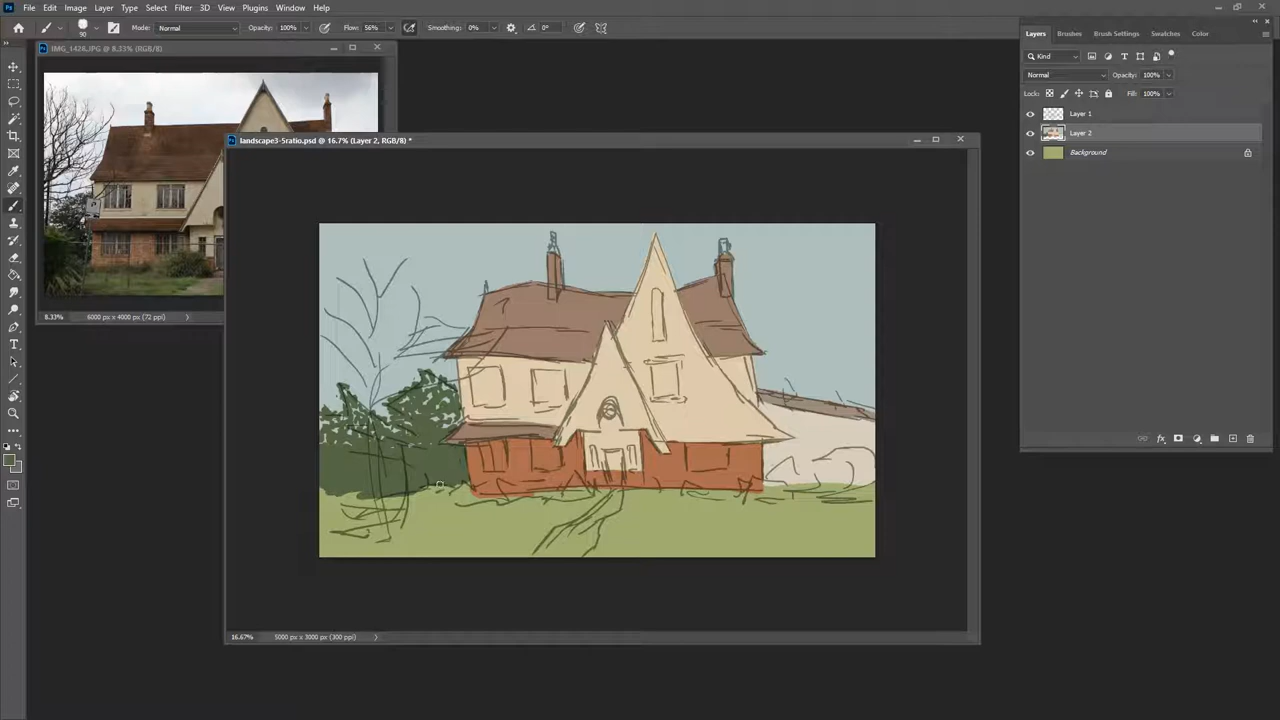 File Edit Image Layer Type Select Filter 3D View Plugins Window Help
90 Mode: Normal Opacity: 100% Flow: 56% Smoothing: 0% 0°
Layers Brushes Brush Settings Swatches Color
IMG_1428.JPG @ 8.33% (RGB/8)
Kind
Normal Opacity: 100%
Lock: Fill: 100%
Layer 1
Layer 2
Background
landscape3-5ratio.psd @ 16.7% (Layer 2, RGB/8) *
8.33% 6000 px x 4000 px (72 ppi)
16.67% 5000 px x 3000 px (300 ppi)